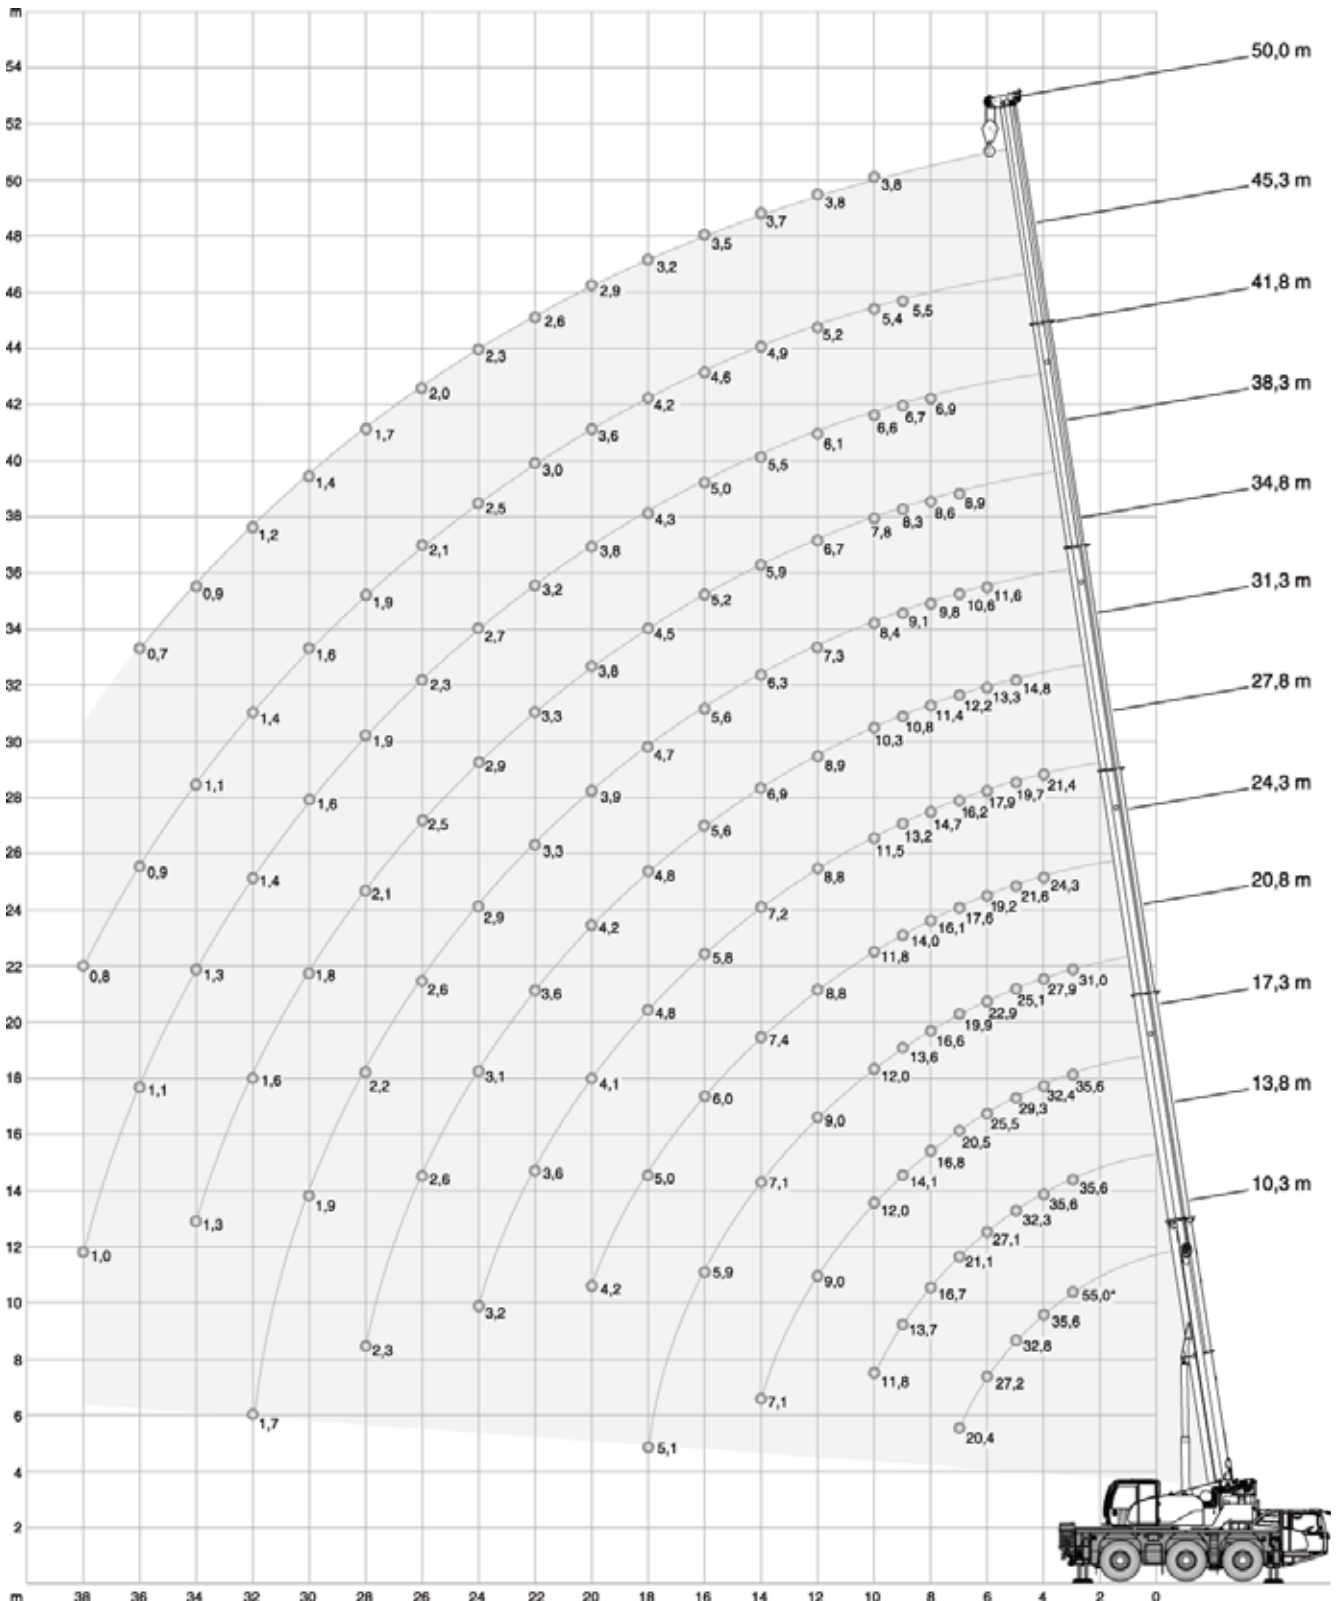 m
54
52
50
48
46
44
42
40
38
36
34
32
30
28
26
24
22
20
18
16
14
12
10
8
6
4
2
50,0 m
45,3 m
41,8 m
38,3 m
34,8 m
31,3 m
27,8 m
24,3 m
20,8 m
17,3 m
13,8 m
10,3 m
0,7 0,9 1,2 1,4 1,7 2,0 2,3 2,6 2,9 3,2 3,5 3,7 3,8 3,8
0,8 0,9 1,1 1,4 1,6 1,9 2,1 2,5 3,0 3,6 4,2 4,6 4,9 5,2 5,4 5,5
1,0 1,1 1,3 1,4 1,6 1,9 2,3 2,7 3,2 3,8 4,3 5,0 5,5 6,1 6,6 6,7 6,9
1,3 1,6 1,8 2,1 2,5 2,9 3,3 3,8 4,5 5,2 5,9 6,7 7,8 8,3 8,6 8,9
1,7 1,9 2,2 2,6 2,9 3,3 3,9 4,7 5,6 6,3 7,3 8,4 9,1 9,8 10,6 11,6
2,3 2,6 3,1 3,6 4,2 4,8 5,6 6,9 8,9 10,3 10,8 11,4 12,2 13,3 14,8
3,2 3,6 4,1 4,8 5,8 7,2 8,8 11,5 13,2 14,7 16,2 17,9 19,7 21,4
4,2 5,0 6,0 7,4 8,8 11,8 14,0 16,1 17,6 19,2 21,6 24,3
5,1 5,9 7,1 9,0 12,0 13,6 16,6 19,9 22,9 25,1 27,9 31,0
7,1 9,0 12,0 14,1 16,8 20,5 25,5 29,3 32,4 35,6
11,8 13,7 16,7 21,1 27,1 32,3 35,6 35,6
20,4 27,2 32,8 35,6 55,0*
m 38 36 34 32 30 28 26 24 22 20 18 16 14 12 10 8 6 4 2 0